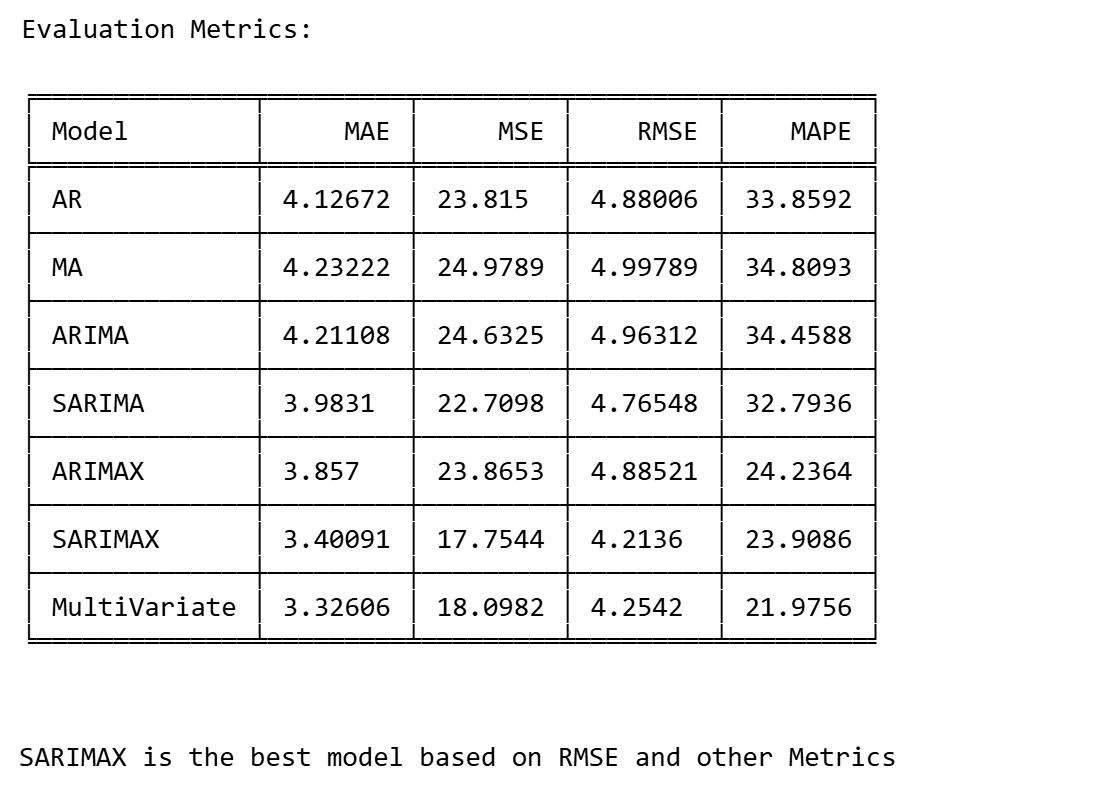 Evaluation Metrics:
Model MAE MSE RMSE MAPE
AR 4.12672 23.815 4.88006 33.8592
MA 4.23222 24.9789 4.99789 34.8093
ARIMA 4.21108 24.6325 4.96312 34.4588
SARIMA 3.9831 22.7098 4.76548 32.7936
ARIMAX 3.857 23.8653 4.88521 24.2364
SARIMAX 3.40091 17.7544 4.2136 23.9086
MultiVariate 3.32606 18.0982 4.2542 21.9756
SARIMAX is the best model based on RMSE and other Metrics